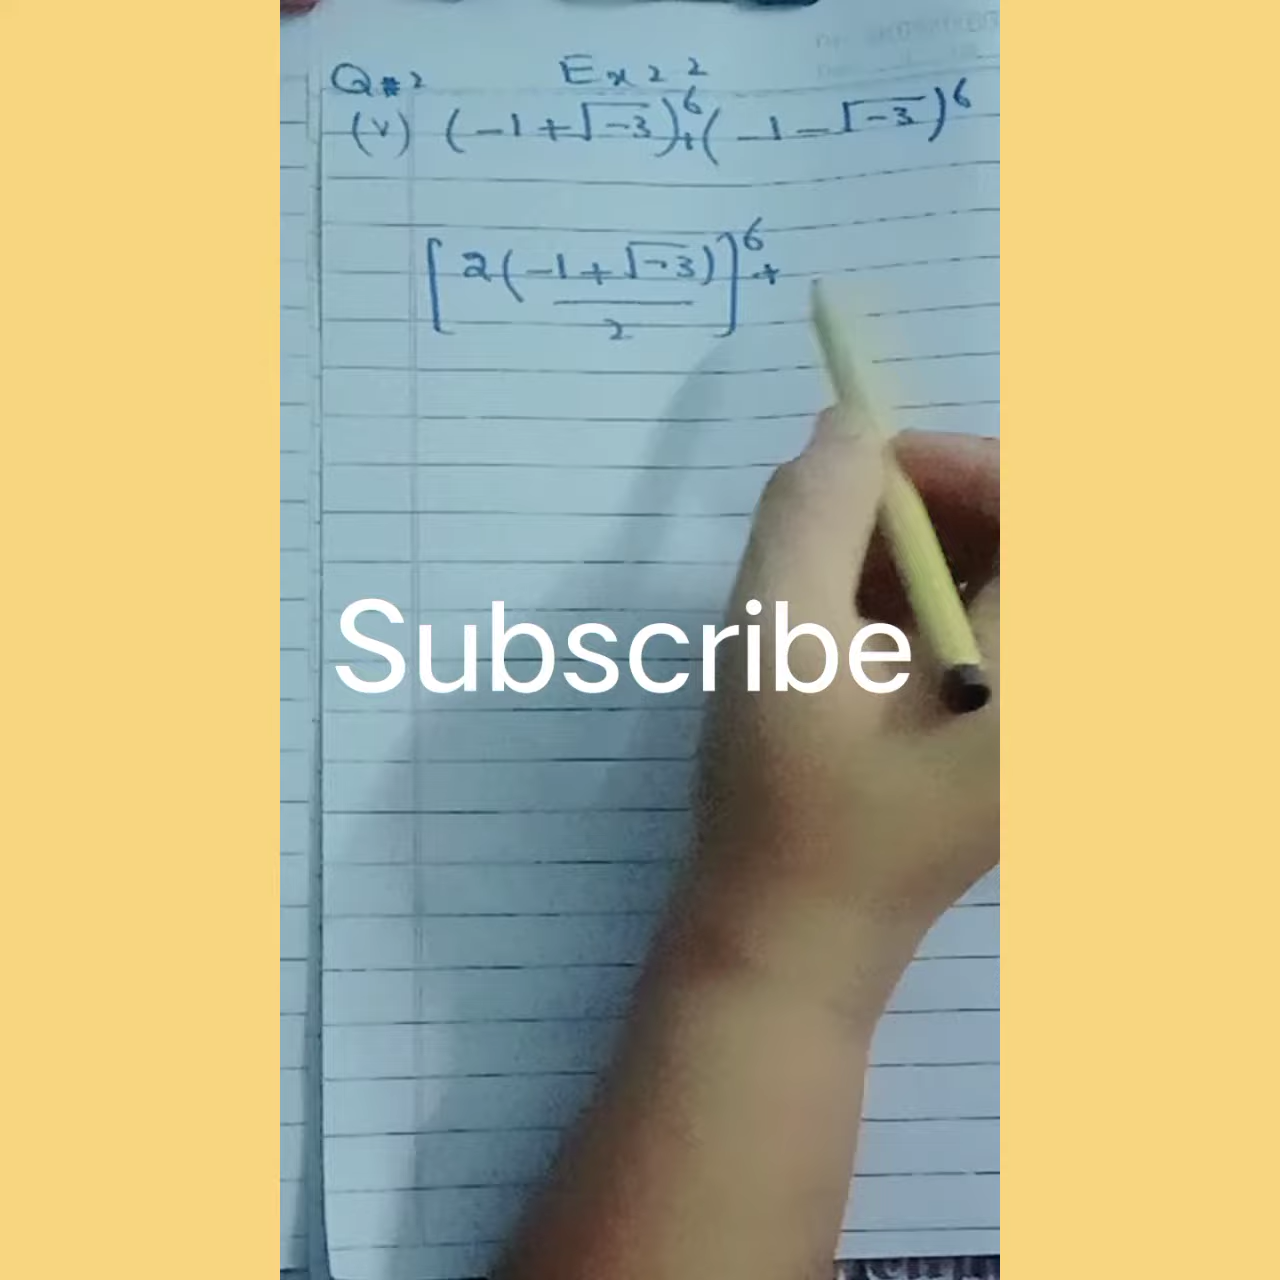 Q#2 Ex 2 2
(v) (-1+√-3)⁶+(-1-√-3)⁶
[2(-1+√-3)/2]⁶+
Subscribe